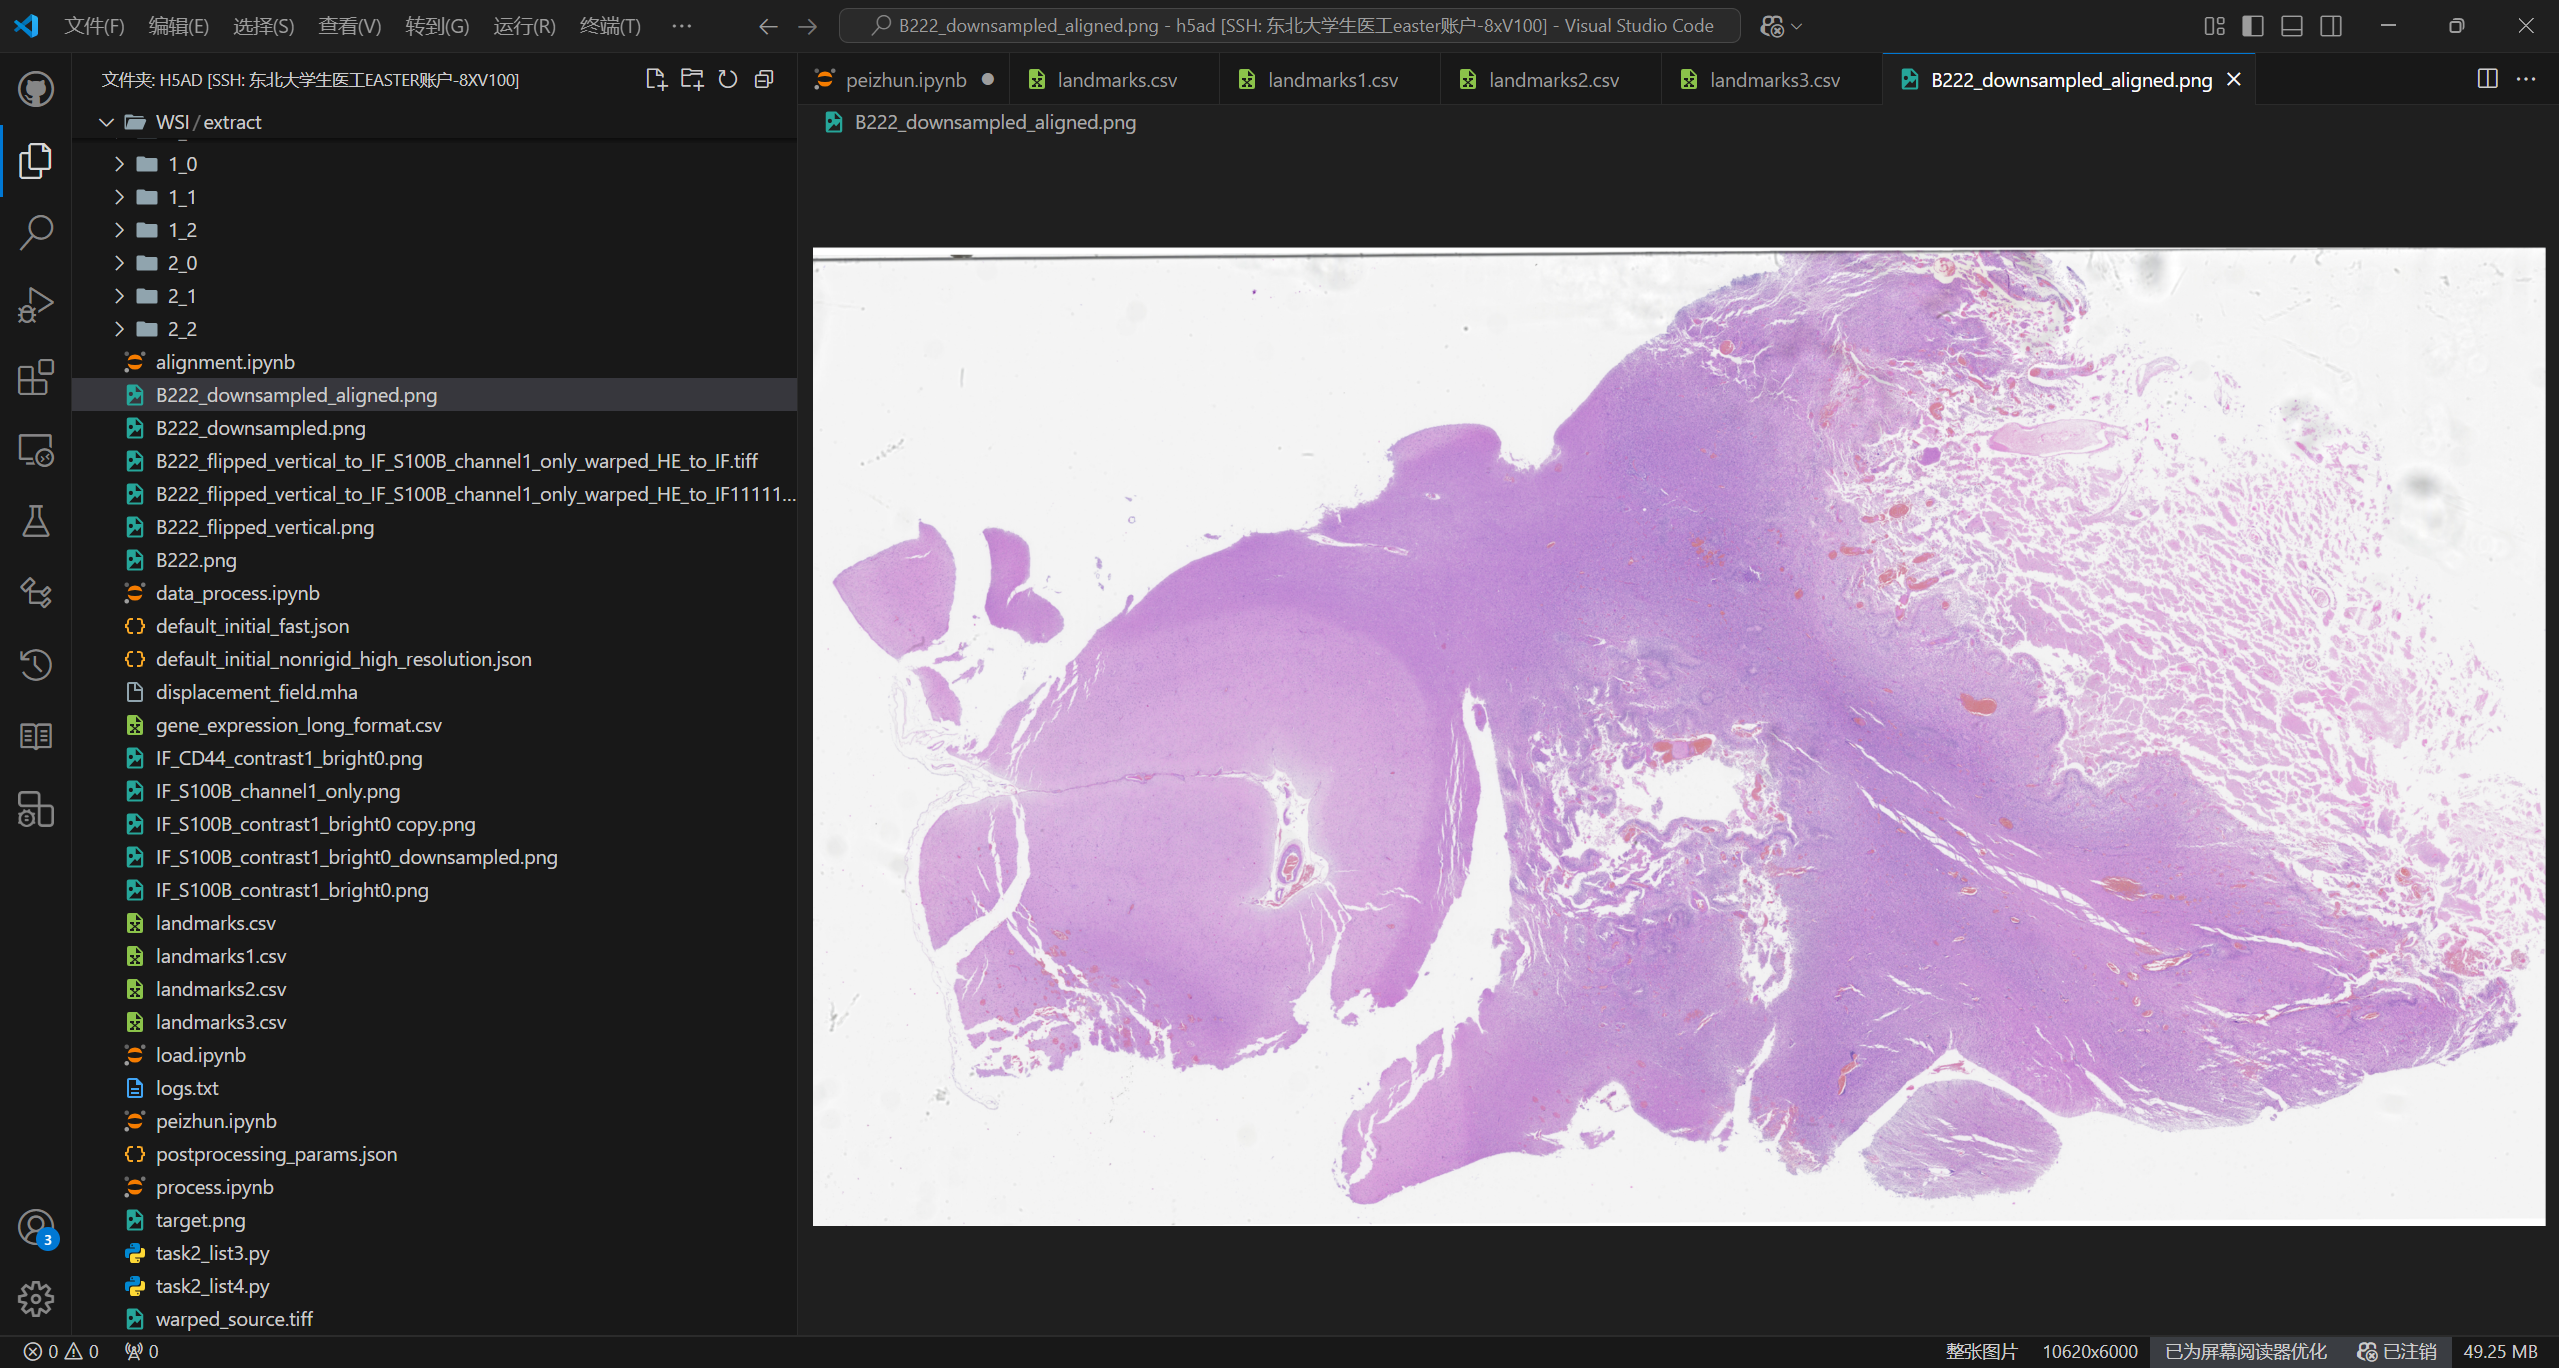 文件(F) 编辑(E) 选择(S) 查看(V) 转到(G) 运行(R) 终端(T) ···
B222_downsampled_aligned.png - h5ad [SSH: 东北大学生医工easter账户-8xV100] - Visual Studio Code
文件夹: H5AD [SSH: 东北大学生医工EASTER账户-8XV100]
WSI / extract
1_0
1_1
1_2
2_0
2_1
2_2
alignment.ipynb
B222_downsampled_aligned.png
B222_downsampled.png
B222_flipped_vertical_to_IF_S100B_channel1_only_warped_HE_to_IF.tiff
B222_flipped_vertical_to_IF_S100B_channel1_only_warped_HE_to_IF11111...
B222_flipped_vertical.png
B222.png
data_process.ipynb
default_initial_fast.json
default_initial_nonrigid_high_resolution.json
displacement_field.mha
gene_expression_long_format.csv
IF_CD44_contrast1_bright0.png
IF_S100B_channel1_only.png
IF_S100B_contrast1_bright0 copy.png
IF_S100B_contrast1_bright0_downsampled.png
IF_S100B_contrast1_bright0.png
landmarks.csv
landmarks1.csv
landmarks2.csv
landmarks3.csv
load.ipynb
logs.txt
peizhun.ipynb
postprocessing_params.json
process.ipynb
target.png
task2_list3.py
task2_list4.py
warped_source.tiff
peizhun.ipynb landmarks.csv landmarks1.csv landmarks2.csv landmarks3.csv B222_downsampled_aligned.png
B222_downsampled_aligned.png
3
0 0 0
整张图片 10620x6000 已为屏幕阅读器优化 已注销 49.25 MB